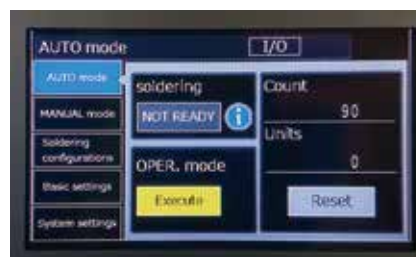 AUTO mode
I/O
AUTO mode
MANUAL mode
Soldering
configurations
Basic settings
System settings
soldering
NOT READY
i
OPER. mode
Execute
Count
90
Units
0
Reset